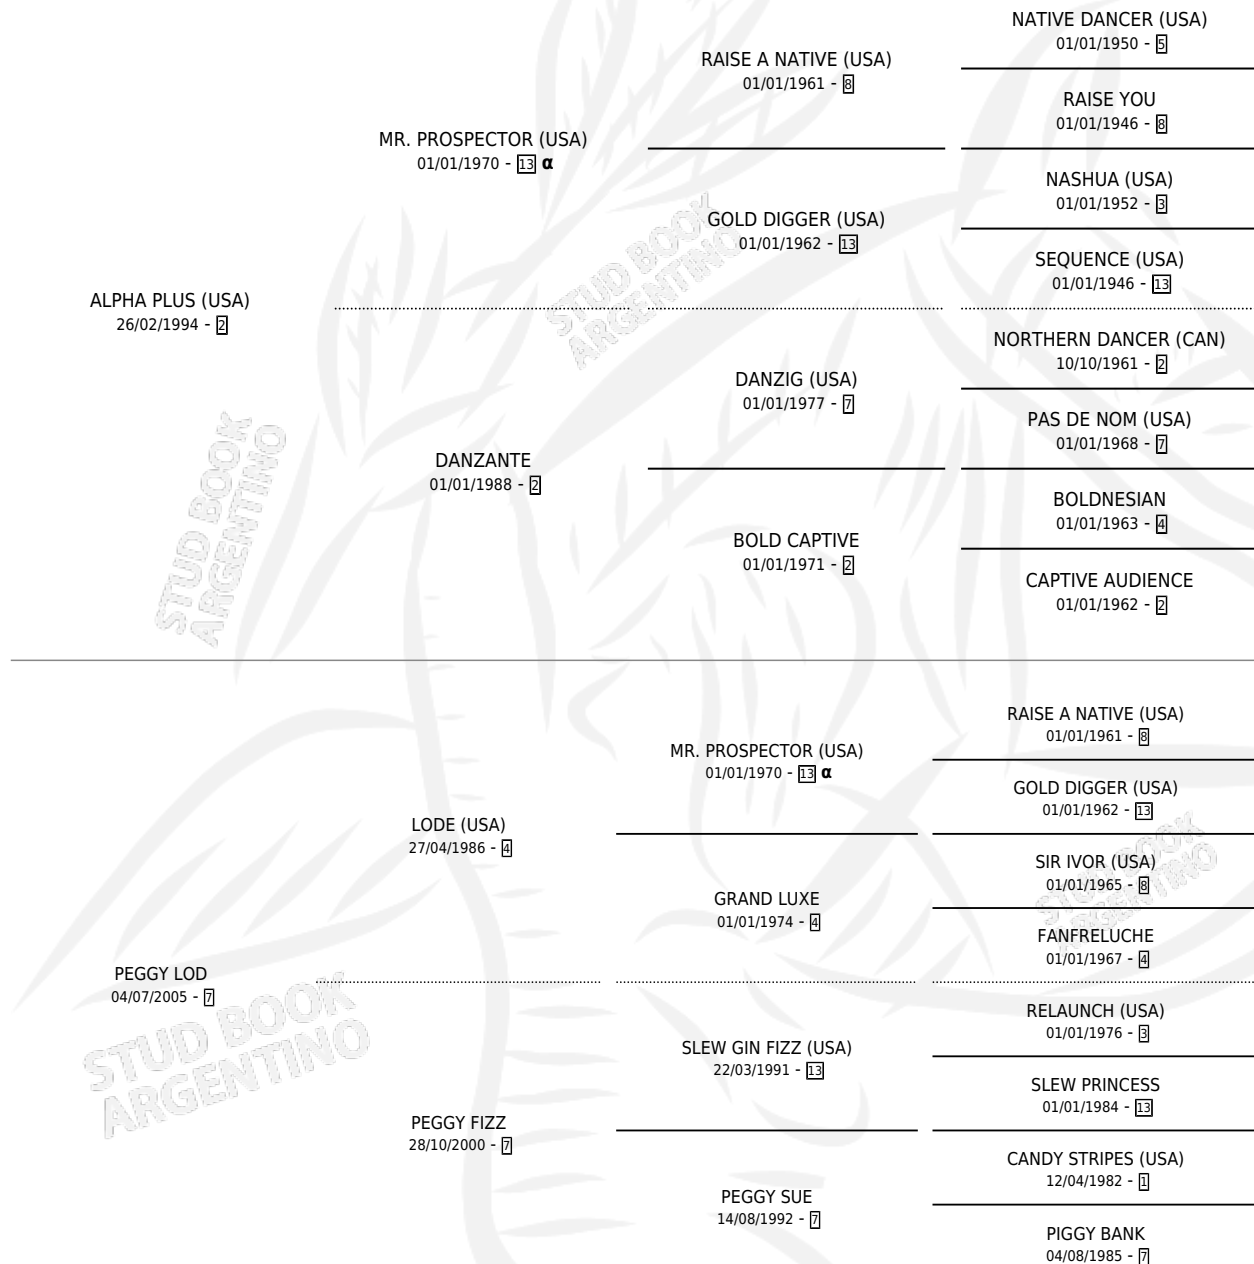 NATIVE DANCER (USA)
01/01/1950 - 5
RAISE A NATIVE (USA)
01/01/1961 - 8
RAISE YOU
01/01/1946 - 8
MR. PROSPECTOR (USA)
01/01/1970 - 13 α
NASHUA (USA)
01/01/1952 - 3
GOLD DIGGER (USA)
01/01/1962 - 13
SEQUENCE (USA)
01/01/1946 - 13
ALPHA PLUS (USA)
26/02/1994 - 2
NORTHERN DANCER (CAN)
10/10/1961 - 2
DANZIG (USA)
01/01/1977 - 7
PAS DE NOM (USA)
01/01/1968 - 7
DANZANTE
01/01/1988 - 2
BOLDNESIAN
01/01/1963 - 4
BOLD CAPTIVE
01/01/1971 - 2
CAPTIVE AUDIENCE
01/01/1962 - 2
RAISE A NATIVE (USA)
01/01/1961 - 8
MR. PROSPECTOR (USA)
01/01/1970 - 13 α
GOLD DIGGER (USA)
01/01/1962 - 13
LODE (USA)
27/04/1986 - 4
SIR IVOR (USA)
01/01/1965 - 8
GRAND LUXE
01/01/1974 - 4
FANFRELUCHE
01/01/1967 - 4
PEGGY LOD
04/07/2005 - 7
RELAUNCH (USA)
01/01/1976 - 3
SLEW GIN FIZZ (USA)
22/03/1991 - 13
SLEW PRINCESS
01/01/1984 - 13
PEGGY FIZZ
28/10/2000 - 7
CANDY STRIPES (USA)
12/04/1982 - 1
PEGGY SUE
14/08/1992 - 7
PIGGY BANK
04/08/1985 - 7
STUD BOOK
ARGENTINO
STUD BOOK
ARGENTINO
STUD BOOK
ARGENTINO
STUD BOOK
ARGENTINO